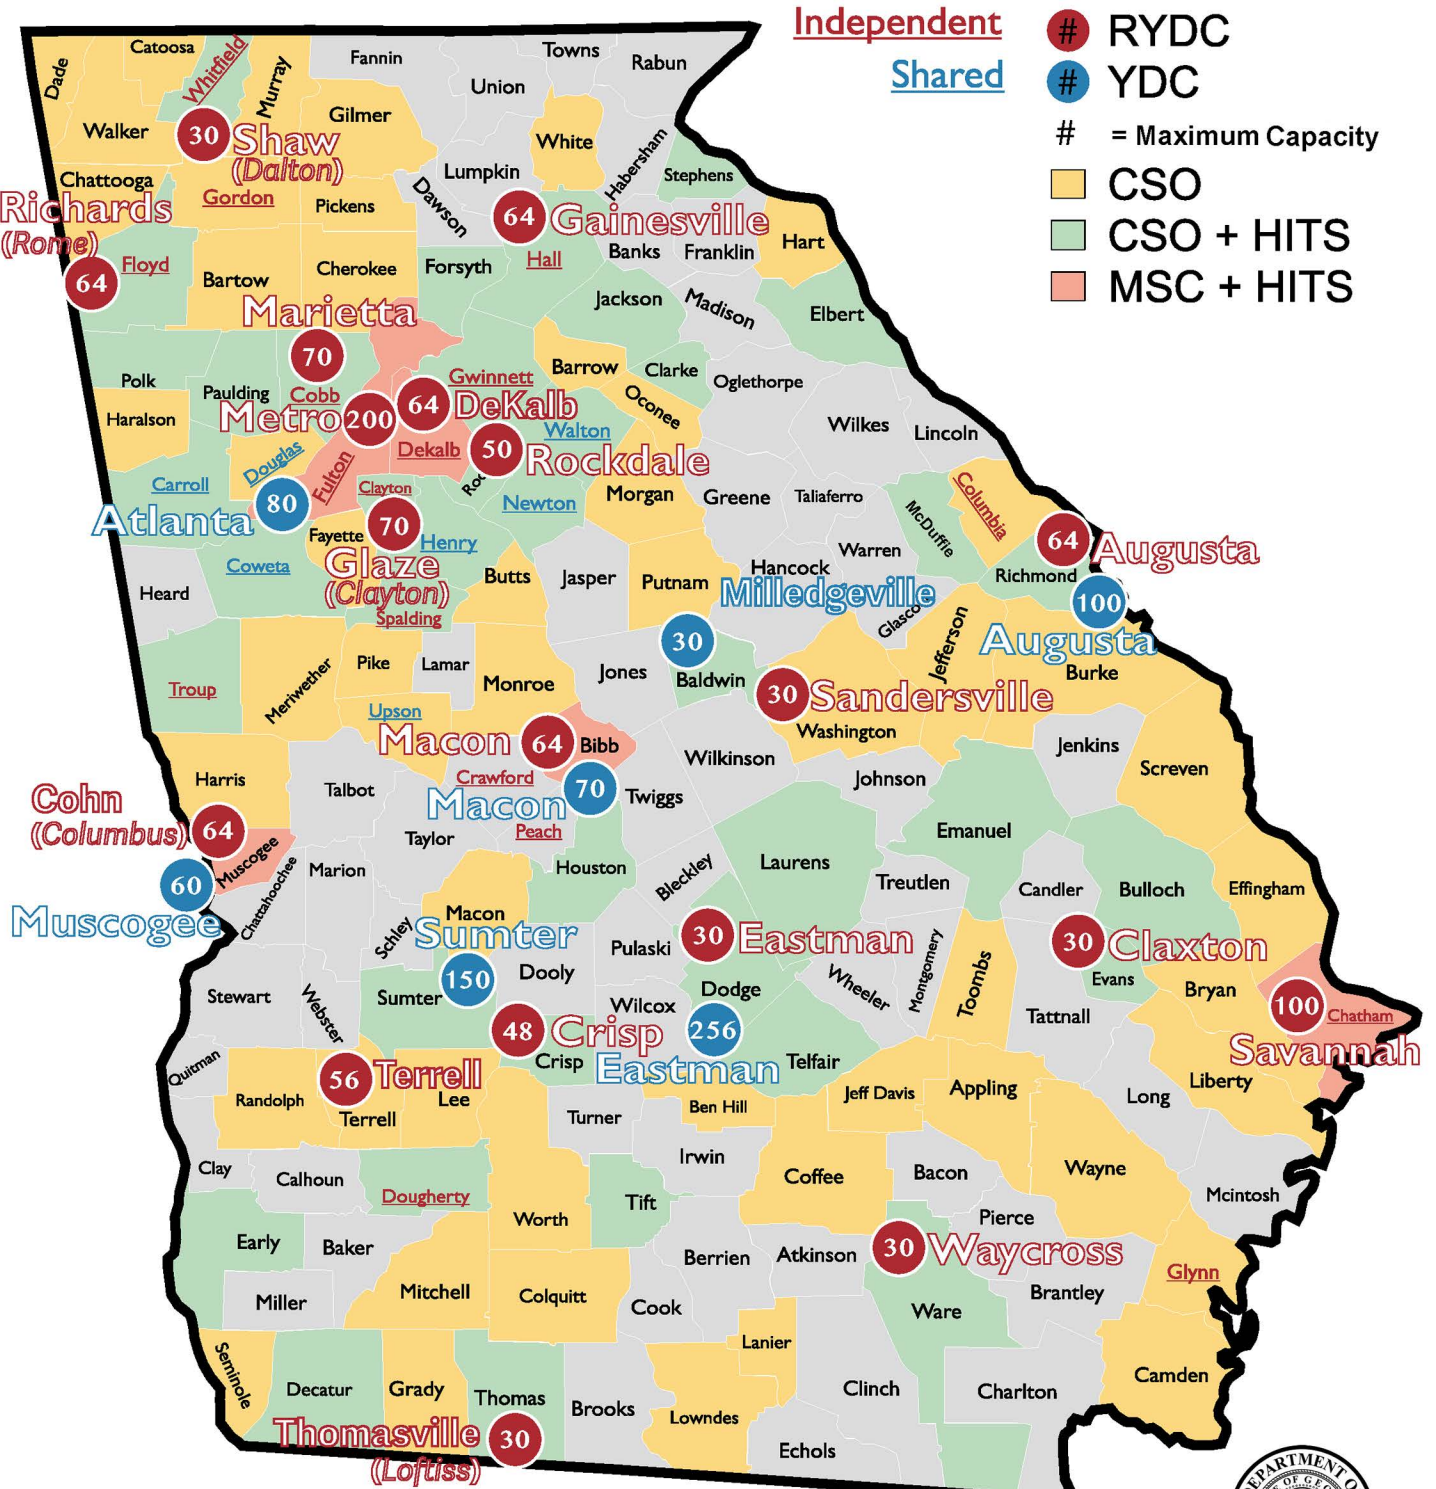 Independent
Shared
# RYDC
# YDC
# = Maximum Capacity
CSO
CSO + HITS
MSC + HITS
Dade
Catoosa
Whitfield
Murray
Fannin
Union
Towns
Rabun
Walker
30
Shaw
(Dalton)
Gilmer
White
Habersham
Lumpkin
Stephens
Chattooga
Gordon
Pickens
Dawson
Richards
(Rome)
64
Floyd
64
Gainesville
Hall
Banks
Franklin
Hart
Bartow
Cherokee
Forsyth
Jackson
Madison
Elbert
Marietta
70
Cobb
Polk
Paulding
Haralson
Gwinnett
Barrow
Clarke
Oglethorpe
Oconee
Wilkes
Lincoln
Metro
200
64
DeKalb
Dekalb
50
Rockdale
Walton
Douglas
Fulton
Carroll
80
Atlanta
Clayton
70
Glaze
(Clayton)
Fayette
Henry
Newton
Morgan
Greene
Taliaferro
McDuffie
Columbia
64
Augusta
Richmond
100
Augusta
Heard
Coweta
Spalding
Butts
Jasper
Putnam
Hancock
Warren
Milledgeville
30
Baldwin
Jefferson
Burke
Troup
Meriwether
Pike
Lamar
Monroe
Jones
30
Sandersville
Washington
Upson
Macon
64
Bibb
Crawford
Macon
70
Peach
Twiggs
Wilkinson
Johnson
Jenkins
Screven
Harris
Talbot
Taylor
Cohn
(Columbus)
64
Muscogee
60
Muscogee
Chattahoochee
Marion
Schley
Macon
Houston
Bleckley
Laurens
Emanuel
Treutlen
Candler
Bulloch
Effingham
Sumter
150
Sumter
Dooly
Pulaski
30
Eastman
Dodge
Wheeler
Montgomery
Toombs
30
Claxton
Evans
Bryan
100
Chatham
Savannah
Stewart
Webster
48
Crisp
Crisp
Wilcox
256
Eastman
Telfair
Tattnall
Quitman
Randolph
56
Terrell
Terrell
Lee
Turner
Ben Hill
Jeff Davis
Appling
Long
Liberty
Clay
Calhoun
Dougherty
Worth
Tift
Irwin
Coffee
Bacon
Wayne
Mcintosh
Early
Baker
Pierce
Berrien
Atkinson
30
Waycross
Glynn
Brantley
Miller
Mitchell
Colquitt
Cook
Ware
Lanier
Seminole
Decatur
Grady
Thomas
Thomasville
(Loftiss)
30
Brooks
Lowndes
Clinch
Echols
Charlton
Camden